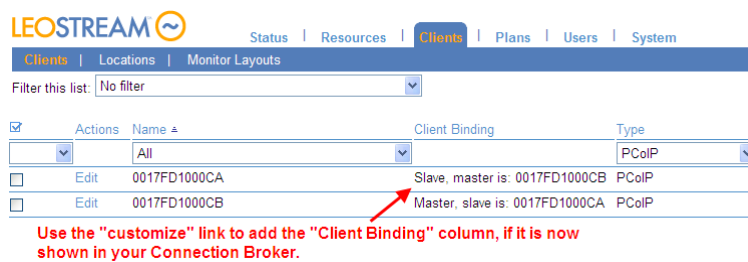 LEOSTREAM
Status | Resources | Clients | Plans | Users | System
Clients | Locations | Monitor Layouts
Filter this list: No filter
Actions Name Client Binding Type
All PCoIP
Edit 0017FD1000CA Slave, master is: 0017FD1000CB PCoIP
Edit 0017FD1000CB Master, slave is: 0017FD1000CA PCoIP
Use the "customize" link to add the "Client Binding" column, if it is now
shown in your Connection Broker.